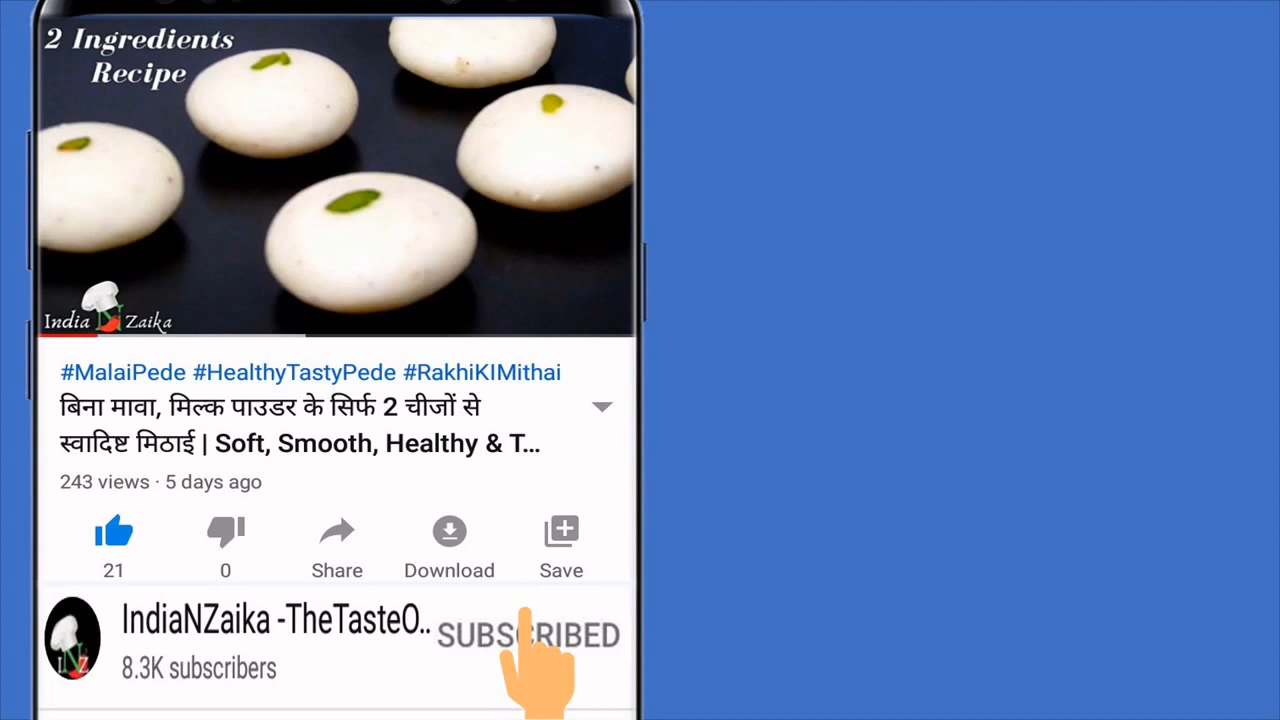 2 Ingredients
Recipe
India N Zaika
#MalaiPede #HealthyTastyPede #RakhiKIMithai
बिना मावा, मिल्क पाउडर के सिर्फ 2 चीजों से
स्वादिष्ट मिठाई | Soft, Smooth, Healthy & T...
243 views · 5 days ago
21
0
Share
Download
Save
IndiaNZaika -TheTasteO..
SUBSCRIBED
8.3K subscribers
INZ